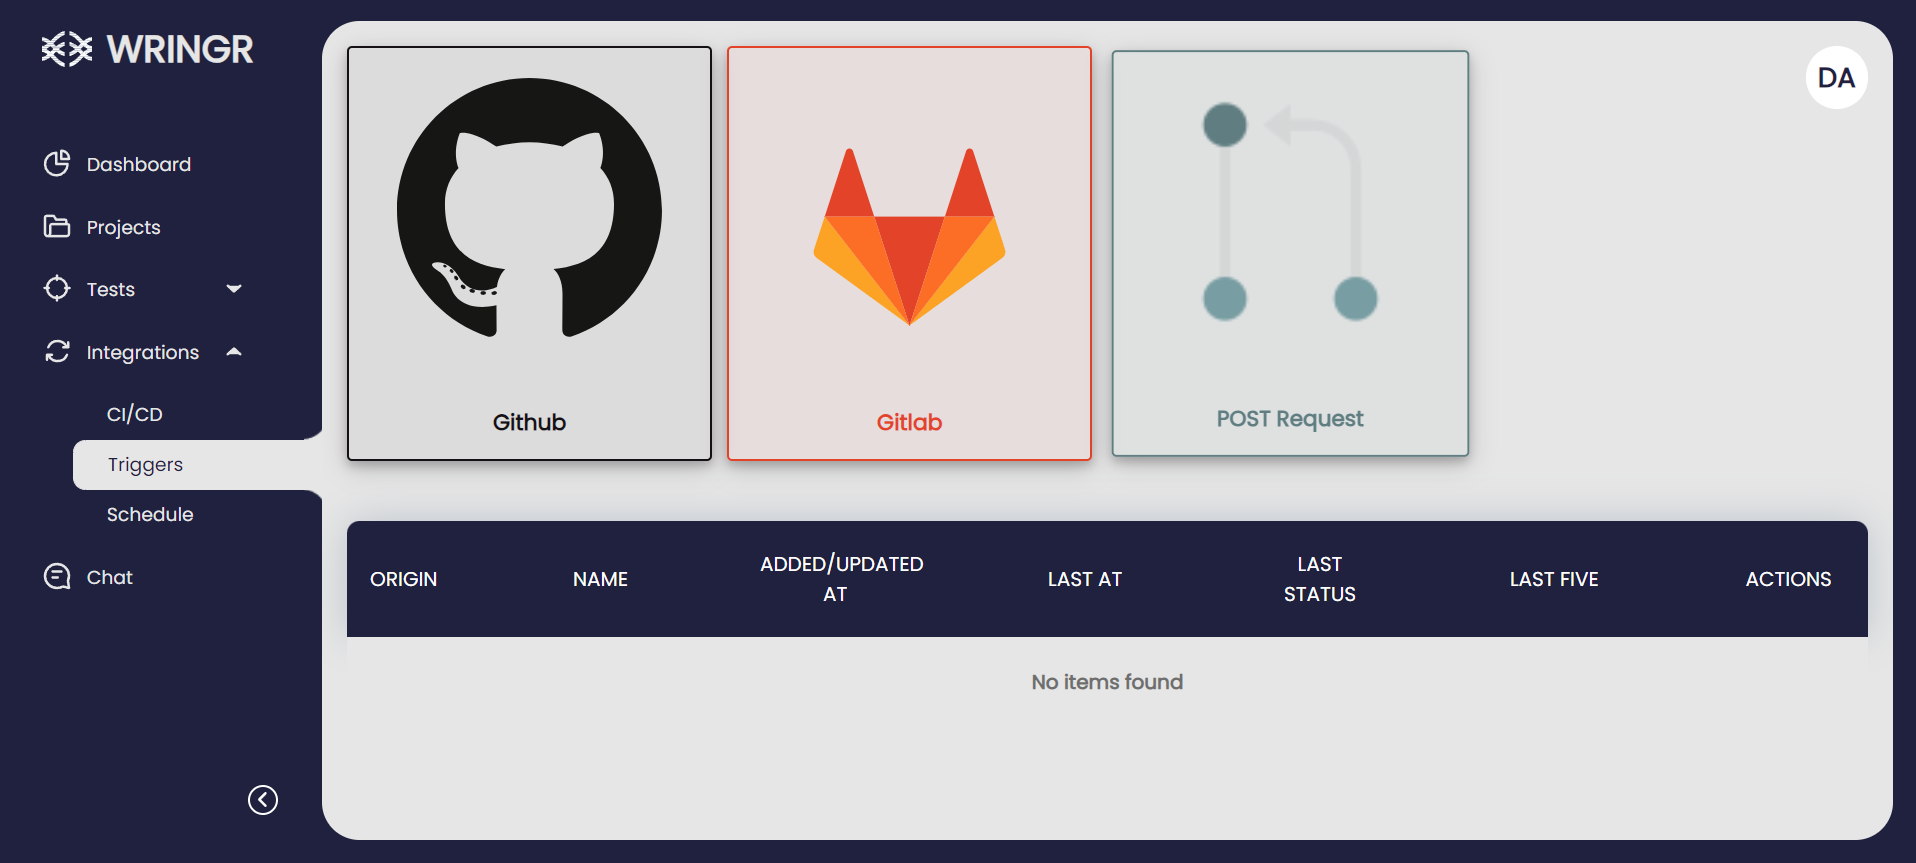 WRINGR
Dashboard
Projects
Tests
Integrations
CI/CD
Triggers
Schedule
Chat
Github
Gitlab
POST Request
DA
ORIGIN
NAME
ADDED/UPDATED
AT
LAST AT
LAST
STATUS
LAST FIVE
ACTIONS
No items found